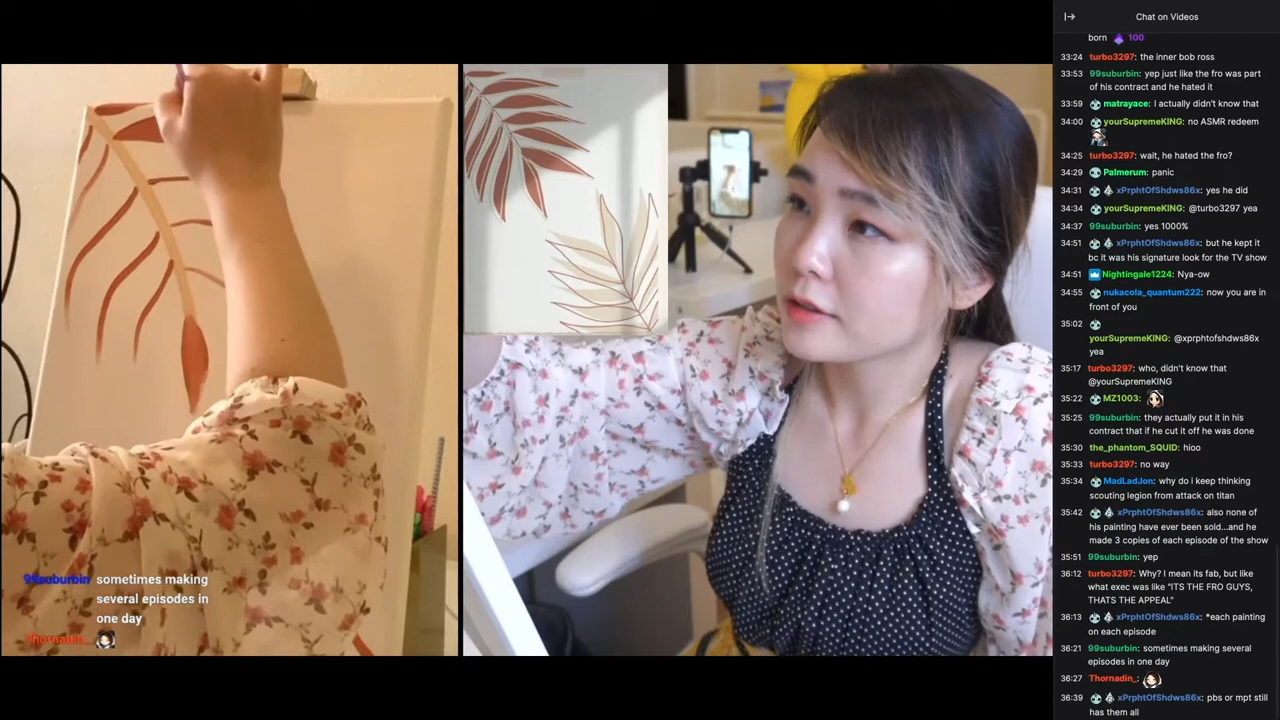 Chat on Videos
born 100
33:24 turbo3297: the inner bob ross
33:53 99suburbin: yep just like the fro was part
of his contract and he hated it
33:59 matrayace: I actually didn't know that
34:00 yourSupremeKING: no ASMR redeem
34:25 turbo3297: wait, he hated the fro?
34:29 Palmerum: panic
34:31 xPrphtOfShdws86x: yes he did
34:34 yourSupremeKING: @turbo3297 yea
34:37 99suburbin: yes 1000%
34:51 xPrphtOfShdws86x: but he kept it
bc it was his signature look for the TV show
34:51 Nightingale1224: Nya-ow
34:55 nukacola_quantum222: now you are in
front of you
35:02
yourSupremeKING: @xprphtofshdws86x
yea
35:17 turbo3297: who, didn't know that
@yourSupremeKING
35:22 MZ1003:
35:25 99suburbin: they actually put it in his
contract that if he cut it off he was done
35:30 the_phantom_SQUID: hioo
35:33 turbo3297: no way
35:34 MadLadJon: why do i keep thinking
scouting legion from attack on titan
35:42 xPrphtOfShdws86x: also none of
his painting have ever been sold...and he
made 3 copies of each episode of the show
35:51 99suburbin: yep
36:12 turbo3297: Why? I mean its fab, but like
what exec was like "ITS THE FRO GUYS,
THATS THE APPEAL"
36:13 xPrphtOfShdws86x: *each painting
on each episode
36:21 99suburbin: sometimes making several
episodes in one day
36:27 Thornadin_:
36:39 xPrphtOfShdws86x: pbs or mpt still
has them all
99suburbin sometimes making
several episodes in
one day
Thornadin_: